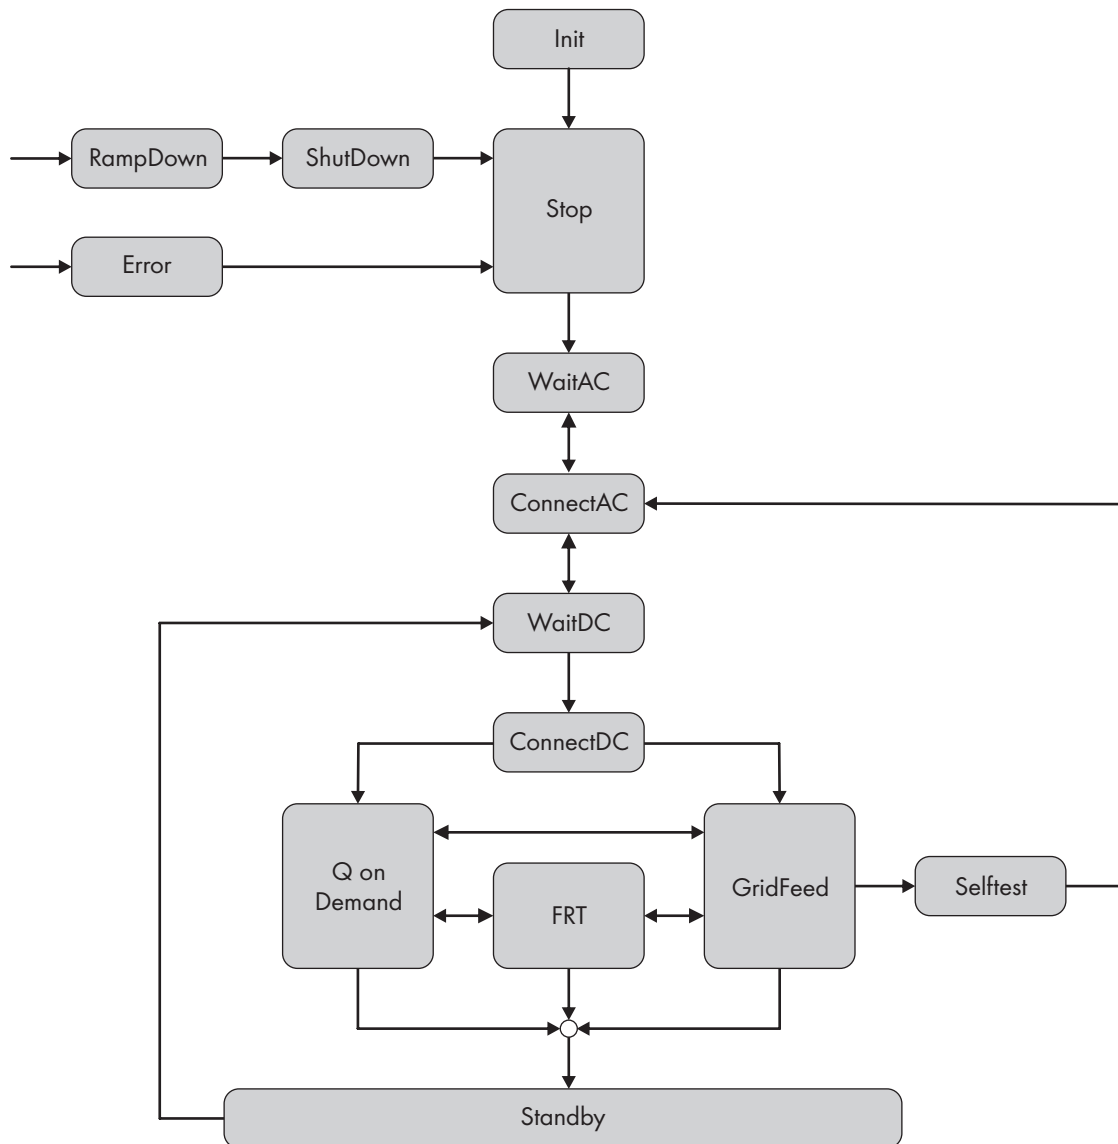 Init
RampDown
ShutDown
Stop
Error
WaitAC
ConnectAC
WaitDC
ConnectDC
Q on
Demand
FRT
GridFeed
Selftest
Standby